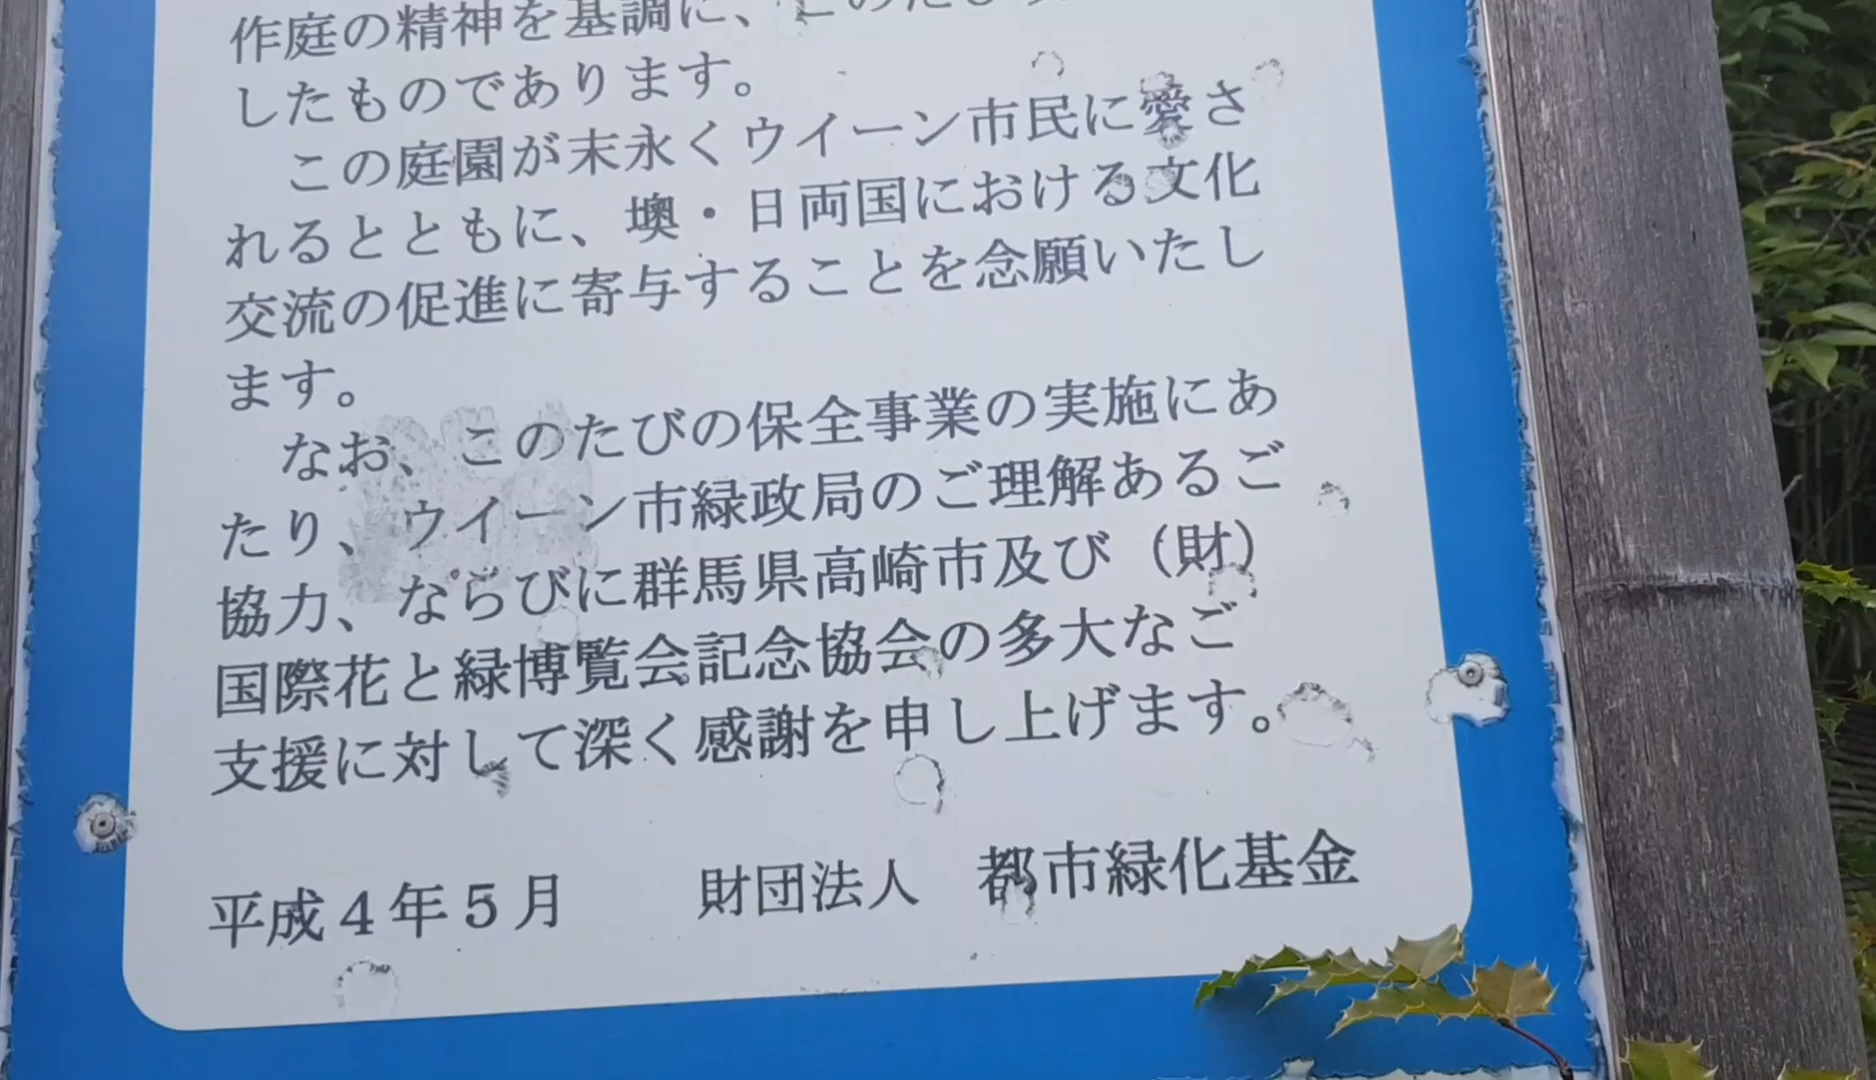 作庭の精神を基調に、このたび
したものであります。
この庭園が末永くウイーン市民に愛さ
れるとともに、墺・日両国における文化
交流の促進に寄与することを念願いたし
ます。
なお、このたびの保全事業の実施にあ
たり、ウイーン市緑政局のご理解あるご
協力、ならびに群馬県高崎市及び（財）
国際花と緑博覧会記念協会の多大なご
支援に対して深く感謝を申し上げます。
平成４年５月　　財団法人　都市緑化基金